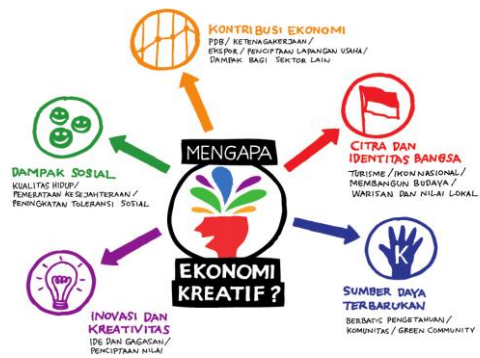 KONTRIBUSI EKONOMI
PDB/ KETENAGAKERJAAN/
EKSPOR/ PENCIPTAAN LAPANGAN USAHA/
DAMPAK BAGI SEKTOR LAIN
MENGAPA
EKONOMI
KREATIF?
CITRA DAN
IDENTITAS BANGSA
TURISME/IKON NASIONAL/
MEMBANGUN BUDAYA/
WARISAN DAN NILAI LOKAL
DAMPAK SOSIAL
KUALITAS HIDUP/
PEMERATAAN KESEJAHTERAAN/
PENINGKATAN TOLERANSI SOSIAL
K
SUMBER DAYA
TERBARUKAN
BERBASIS PENGETAHUAN/
KOMUNITAS/GREEN COMMUNITY
INOVASI DAN
KREATIVITAS
IDE DAN GAGASAN/
PENCIPTAAN NILAI